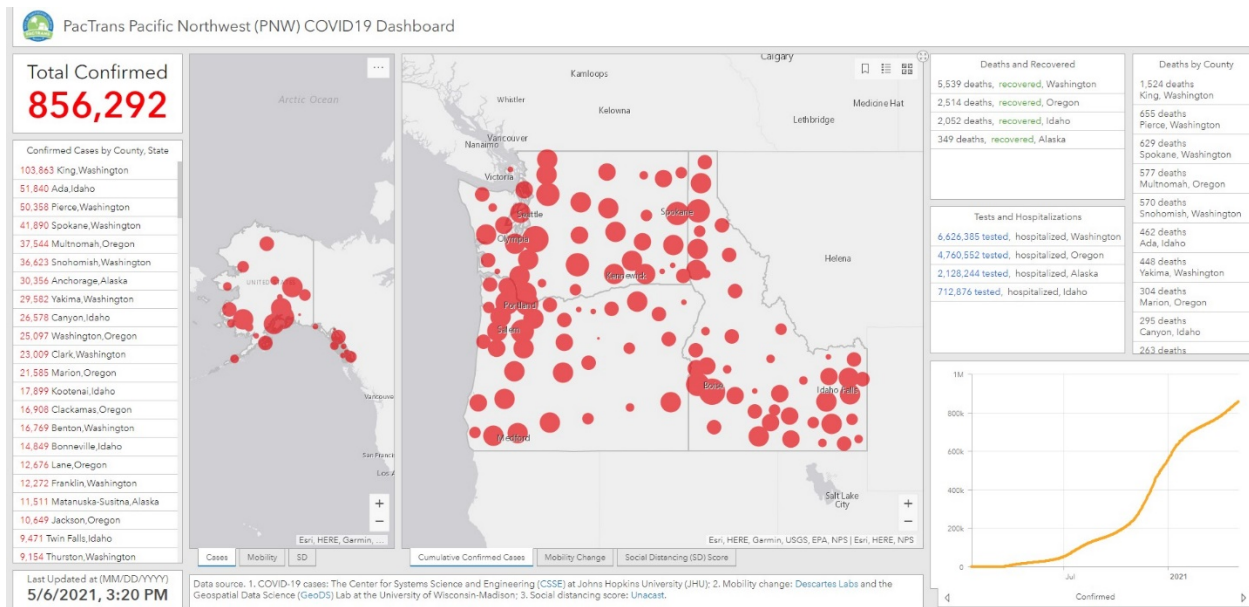 PacTrans Pacific Northwest (PNW) COVID19 Dashboard
Total Confirmed
856,292
Confirmed Cases by County, State
103,863 King,Washington
51,840 Ada,Idaho
50,358 Pierce,Washington
41,890 Spokane,Washington
37,544 Multnomah,Oregon
36,623 Snohomish,Washington
30,356 Anchorage,Alaska
29,582 Yakima,Washington
26,578 Canyon,Idaho
25,097 Washington,Oregon
23,009 Clark,Washington
21,585 Marion,Oregon
17,899 Kootenai,Idaho
16,908 Clackamas,Oregon
16,769 Benton,Washington
14,849 Bonneville,Idaho
12,676 Lane,Oregon
12,272 Franklin,Washington
11,511 Matanuska-Susitna,Alaska
10,649 Jackson,Oregon
9,471 Twin Falls,Idaho
9,154 Thurston,Washington
Last Updated at (MM/DD/YYYY)
5/6/2021, 3:20 PM
Arctic Ocean
Vancouve
San Franci
Los A
+
−
Esri, HERE, Garmin, ...
Cases
Mobility
SD
Calgary
Kamloops
Whistler
Kelowna
Medicine Hat
Lethbridge
Vancouver
Nanaimo
Victoria
Seattle
Spokane
Olympia
Helena
Kennewick
Portland
Salem
Boise
Idaho Falls
Medford
Salt Lake
City
+
−
Esri, HERE, Garmin, USGS, EPA, NPS | Esri, HERE, NPS
Cumulative Confirmed Cases
Mobility Change
Social Distancing (SD) Score
Data source. 1. COVID-19 cases: The Center for Systems Science and Engineering (CSSE) at Johns Hopkins University (JHU); 2. Mobility change: Descartes Labs and the
Geospatial Data Science (GeoDS) Lab at the University of Wisconsin-Madison; 3. Social distancing score: Unacast.
Deaths and Recovered
5,539 deaths, recovered, Washington
2,514 deaths, recovered, Oregon
2,052 deaths, recovered, Idaho
349 deaths, recovered, Alaska
Tests and Hospitalizations
6,626,385 tested, hospitalized, Washington
4,760,552 tested, hospitalized, Oregon
2,128,244 tested, hospitalized, Alaska
712,876 tested, hospitalized, Idaho
Deaths by County
1,524 deaths
King, Washington
655 deaths
Pierce, Washington
629 deaths
Spokane, Washington
577 deaths
Multnomah, Oregon
570 deaths
Snohomish, Washington
462 deaths
Ada, Idaho
448 deaths
Yakima, Washington
304 deaths
Marion, Oregon
295 deaths
Canyon, Idaho
263 deaths
1M
800k
600k
400k
200k
0
Jul
2021
Confirmed